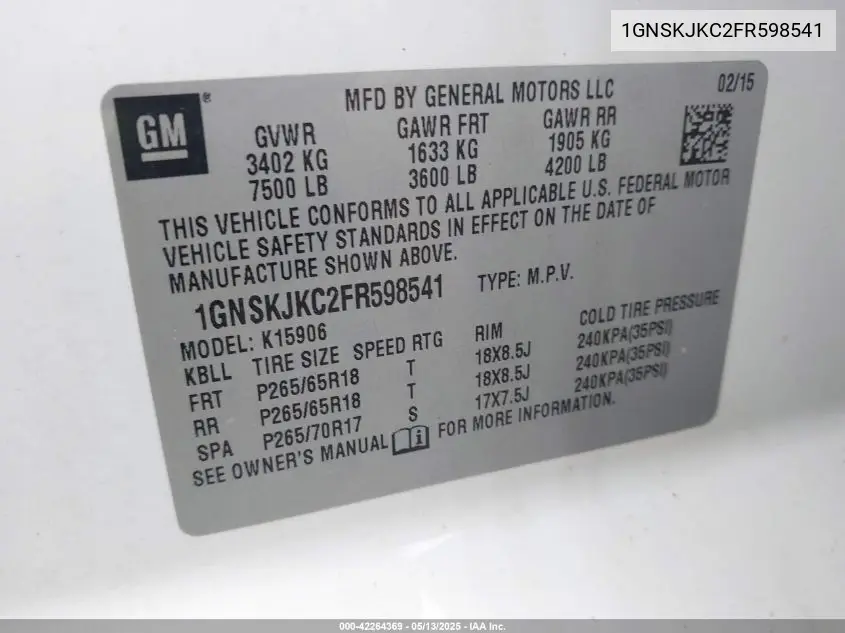 1GNSKJKC2FR598541
02/15
MFD BY GENERAL MOTORS LLC
GM®
GVWR GAWR FRT GAWR RR
3402 KG 1633 KG 1905 KG
7500 LB 3600 LB 4200 LB
THIS VEHICLE CONFORMS TO ALL APPLICABLE U.S. FEDERAL MOTOR
VEHICLE SAFETY STANDARDS IN EFFECT ON THE DATE OF
MANUFACTURE SHOWN ABOVE.
1GNSKJKC2FR598541 TYPE: M.P.V.
MODEL: K15906
KBLL TIRE SIZE SPEED RTG RIM COLD TIRE PRESSURE
FRT P265/65R18 T 18X8.5J 240KPA(35PSI)
RR P265/65R18 T 18X8.5J 240KPA(35PSI)
SPA P265/70R17 S 17X7.5J 240KPA(35PSI)
SEE OWNER'S MANUAL i FOR MORE INFORMATION.
000-42264369 - 05/13/2025 - IAA Inc.